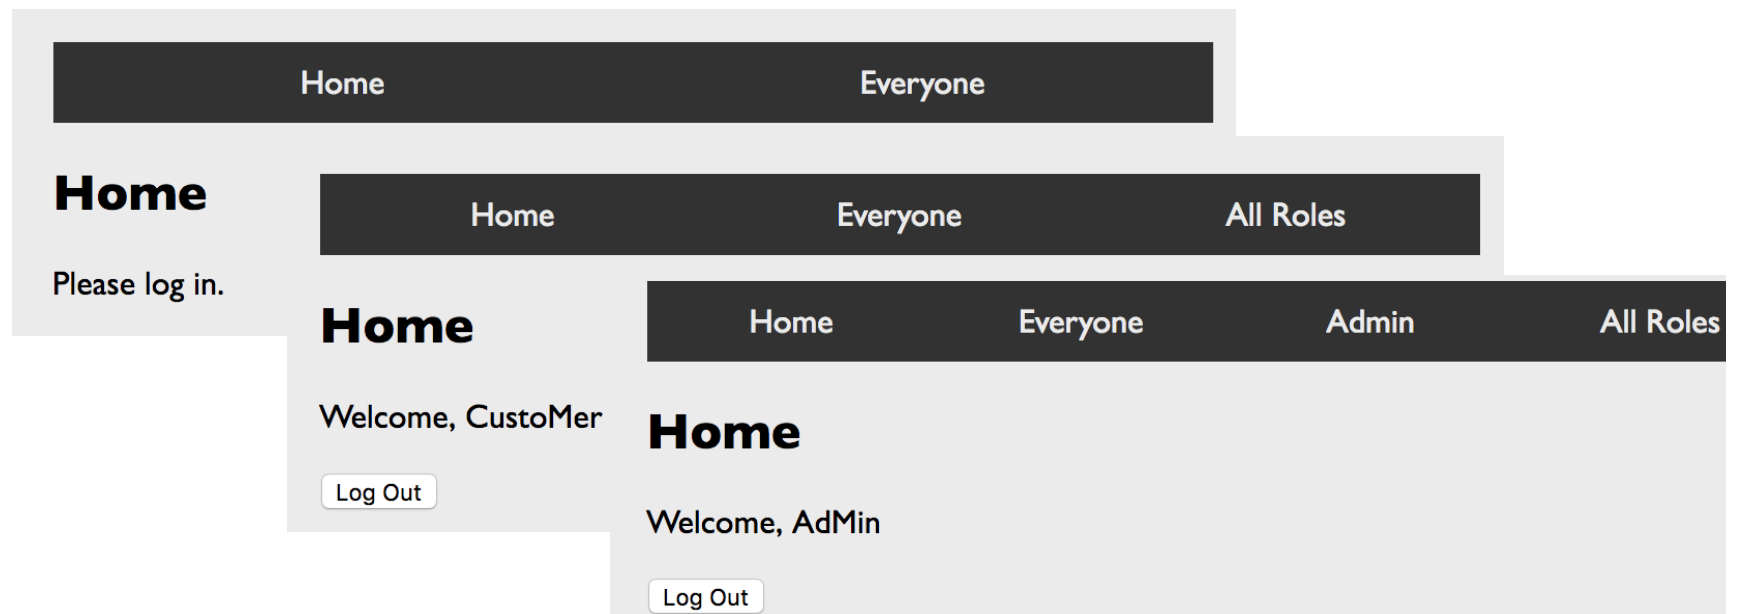 Home Everyone
Home
Please log in.
Home Everyone All Roles
Home
Welcome, CustoMer
Log Out
Home Everyone Admin All Roles
Home
Welcome, AdMin
Log Out